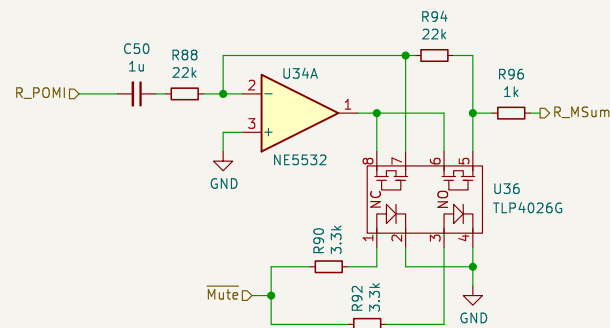 R94
22k
C50
1u
R88
22k
R96
1k
R_POMI
U34A
2
1
3
NE5532
R_MSum
GND
8
7
6
5
NC
NO
U36
TLP4026G
1
2
3
4
R90
3.3k
Mute
R92
3.3k
GND